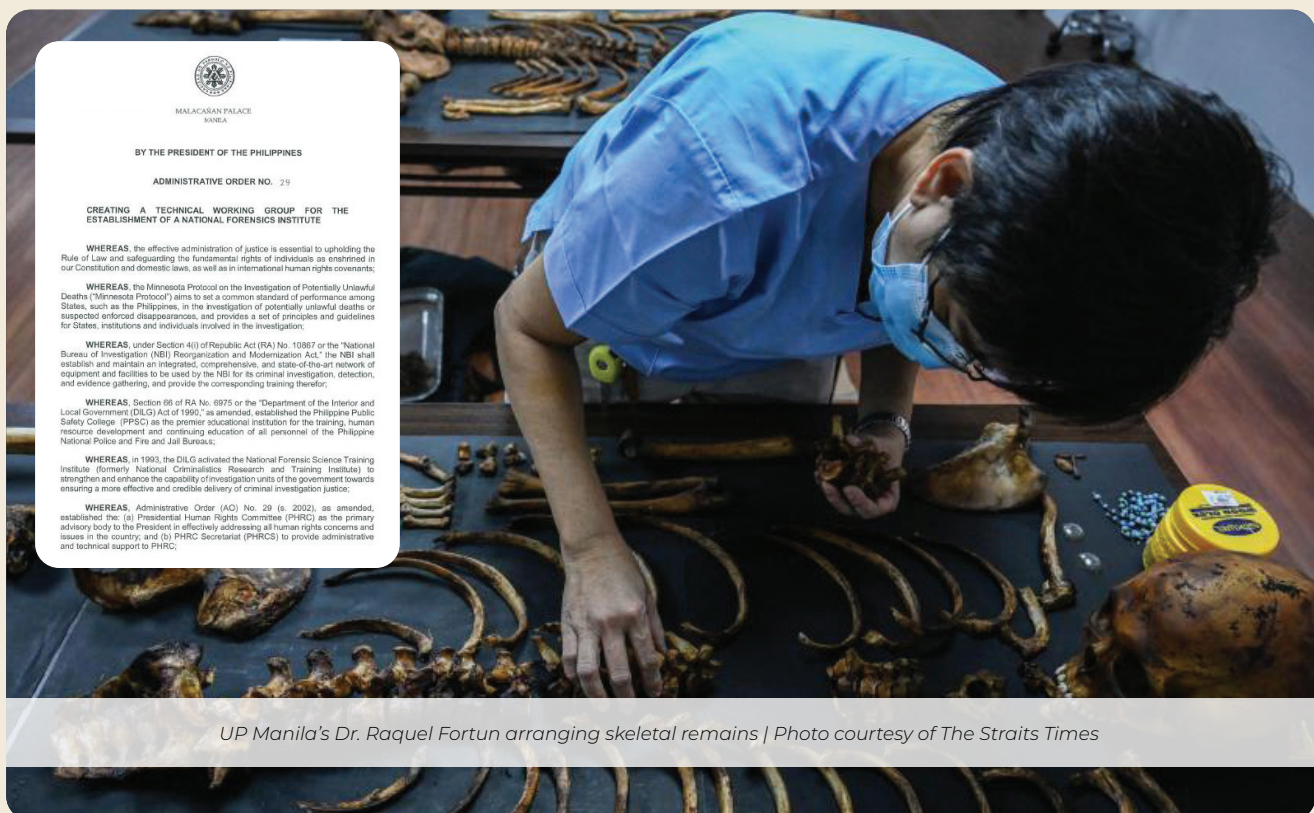 MALACAÑAN PALACE
MANILA
BY THE PRESIDENT OF THE PHILIPPINES
ADMINISTRATIVE ORDER NO. 29
CREATING A TECHNICAL WORKING GROUP FOR THE
ESTABLISHMENT OF A NATIONAL FORENSICS INSTITUTE
WHEREAS, the effective administration of justice is essential to upholding the
Rule of Law and safeguarding the fundamental rights of individuals as enshrined in
our Constitution and domestic laws, as well as in international human rights covenants;
WHEREAS, the Minnesota Protocol on the Investigation of Potentially Unlawful
Deaths ("Minnesota Protocol") aims to set a common standard of performance among
States, such as the Philippines, in the investigation of potentially unlawful deaths or
suspected enforced disappearances, and provides a set of principles and guidelines
for States, institutions and individuals involved in the investigation;
WHEREAS, under Section 4(i) of Republic Act (RA) No. 10867 or the "National
Bureau of Investigation (NBI) Reorganization and Modernization Act," the NBI shall
establish and maintain an integrated, comprehensive, and state-of-the-art network of
equipment and facilities to be used by the NBI for its criminal investigation, detection,
and evidence gathering, and provide the corresponding training therefor;
WHEREAS, Section 66 of RA No. 6975 or the "Department of the Interior and
Local Government (DILG) Act of 1990," as amended, established the Philippine Public
Safety College (PPSC) as the premier educational institution for the training, human
resource development and continuing education of all personnel of the Philippine
National Police and Fire and Jail Bureaus;
WHEREAS, in 1993, the DILG activated the National Forensic Science Training
Institute (formerly National Criminalistics Research and Training Institute) to
strengthen and enhance the capability of investigation units of the government towards
ensuring a more effective and credible delivery of criminal investigation justice;
WHEREAS, Administrative Order (AO) No. 29 (s. 2002), as amended,
established the: (a) Presidential Human Rights Committee (PHRC) as the primary
advisory body to the President in effectively addressing all human rights concerns and
issues in the country; and (b) PHRC Secretariat (PHRCS) to provide administrative
and technical support to PHRC;
UP Manila's Dr. Raquel Fortun arranging skeletal remains | Photo courtesy of The Straits Times